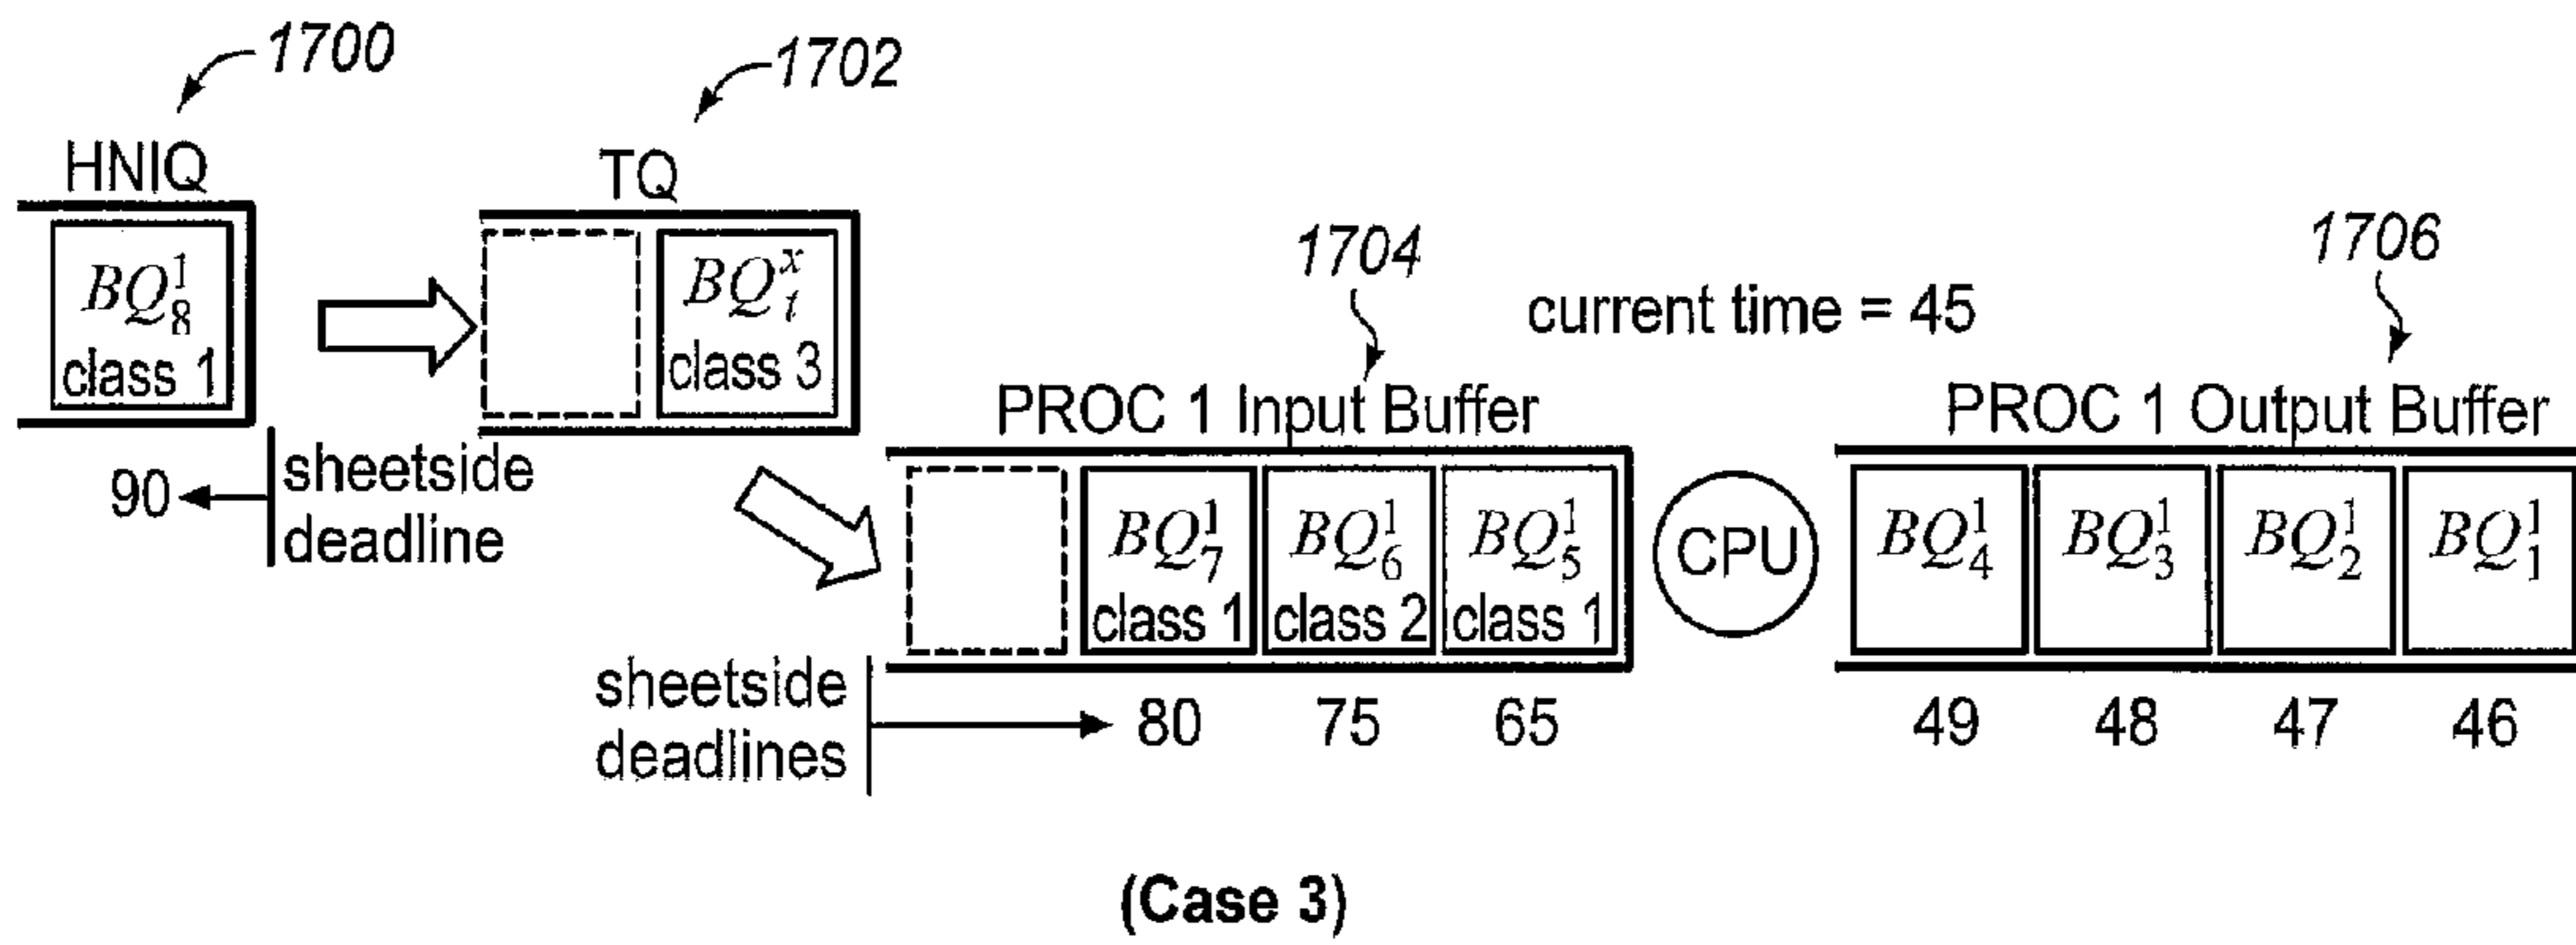 1700
1702
HNIQ
TQ
1704
1706
BQ^1_8
class 1
BQ^x_t
class 3
current time = 45
PROC 1 Input Buffer
PROC 1 Output Buffer
90
sheetside
deadline
BQ^1_7
class 1
BQ^1_6
class 2
BQ^1_5
class 1
CPU
BQ^1_4
BQ^1_3
BQ^1_2
BQ^1_1
sheetside
deadlines
80 75 65
49 48 47 46
(Case 3)